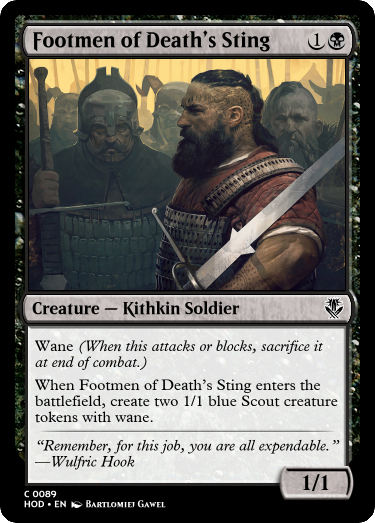 Footmen of Death's Sting 1
Creature — Kithkin Soldier
Wane (When this attacks or blocks, sacrifice it
at end of combat.)
When Footmen of Death's Sting enters the
battlefield, create two 1/1 blue Scout creature
tokens with wane.
“Remember, for this job, you are all expendable.”
—Wulfric Hook
1/1
C 0089
HOD • EN BARTLOMIEJ GAWEL